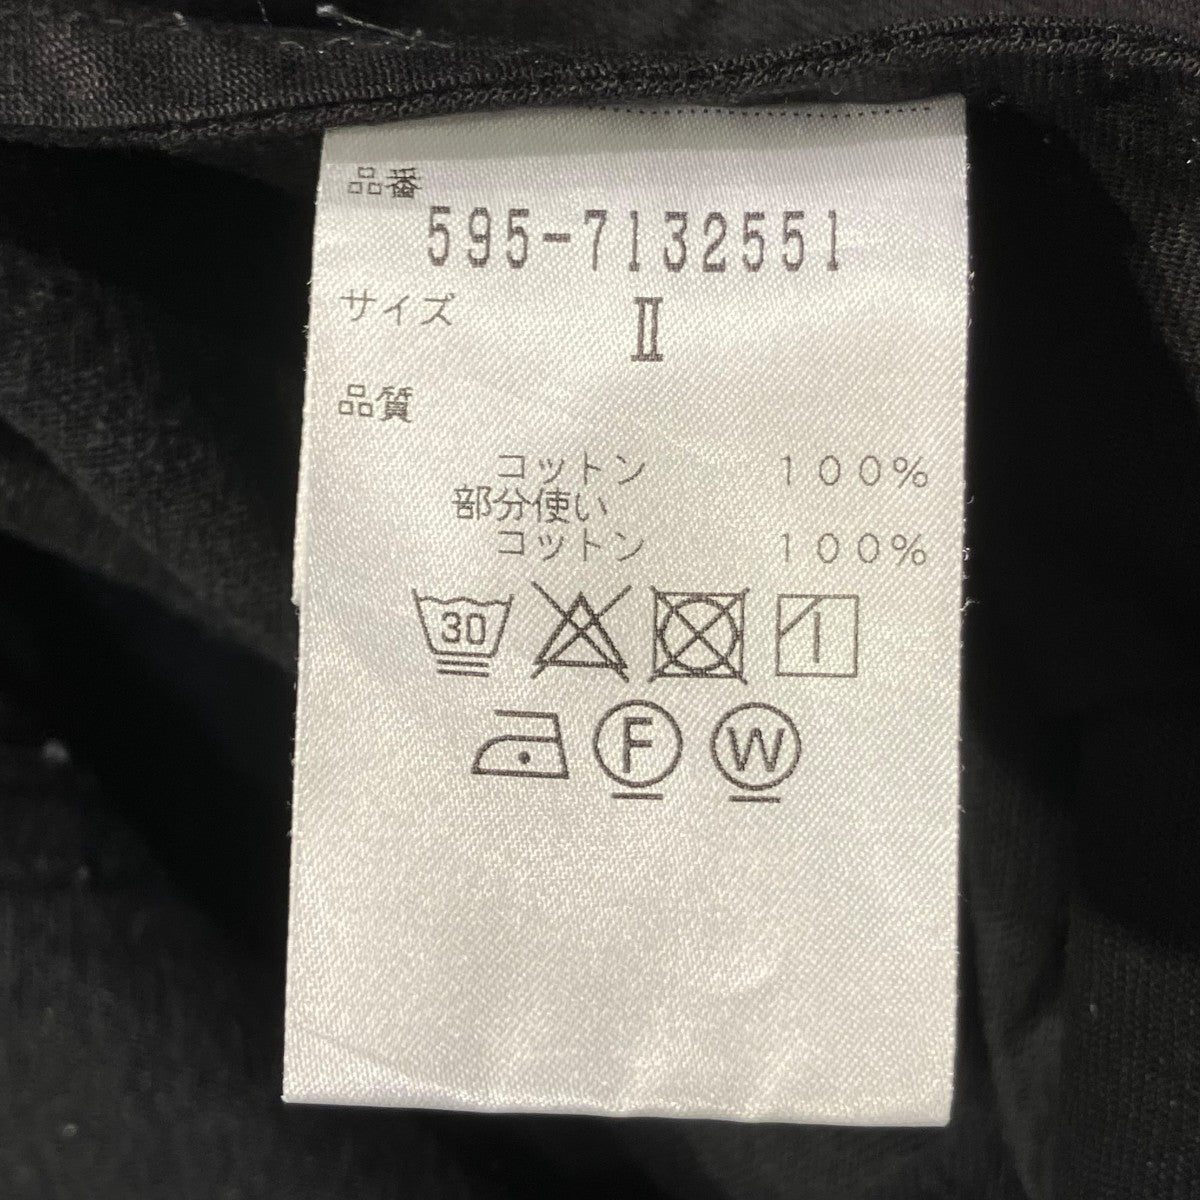 品番
595-7132551
サイズ II
品質
コットン 100%
部分使い
コットン 100%
30
F W